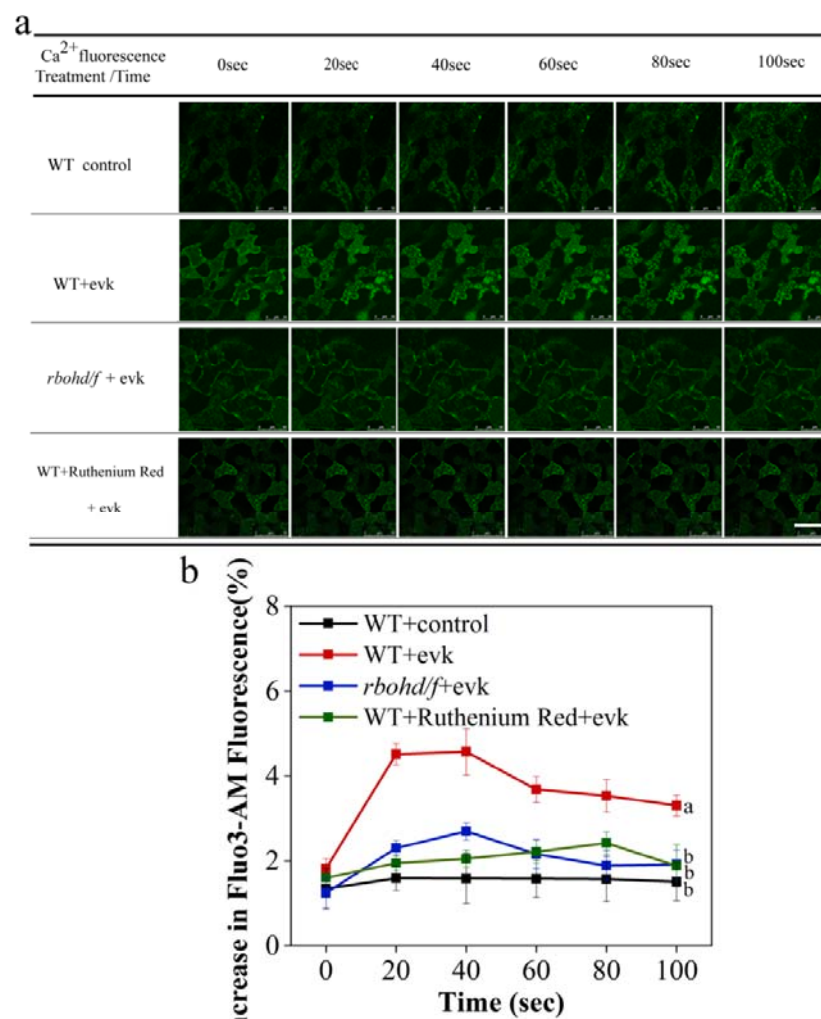 a
Ca²⁺fluorescence
Treatment /Time
0sec 20sec 40sec 60sec 80sec 100sec
WT control
WT+evk
rbohd/f + evk
WT+Ruthenium Red
+ evk
b
crease in Fluo3-AM Fluorescence(%)
8
6
4
2
0
WT+control
WT+evk
rbohd/f+evk
WT+Ruthenium Red+evk
a
b
b
b
0 20 40 60 80 100
Time (sec)